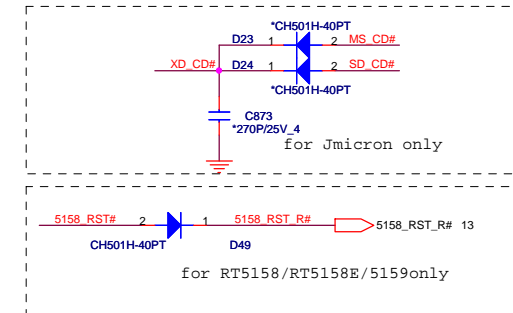 *CH501H-40PT
D23 1 2 MS_CD#
XD_CD# D24 1 2 SD_CD#
*CH501H-40PT
C873
*270P/25V_4
for Jmicron only
5158_RST# 2 1 5158_RST_R# 5158_RST_R# 13
CH501H-40PT D49
for RT5158/RT5158E/5159only